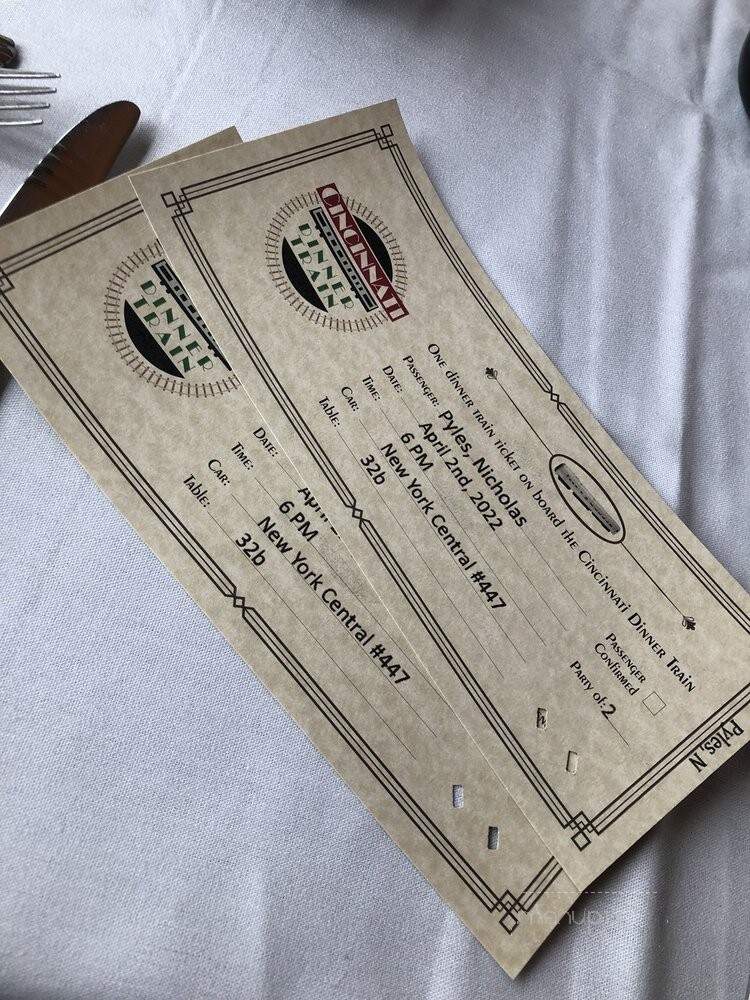 CINCINNATI
DINNER
TRAIN
One dinner train ticket on board the Cincinnati Dinner Train
Passenger: Pyles, Nicholas
Date: April 2nd, 2022
Time: 6 PM
Car: New York Central #447
Table: 32b
Passenger
Confirmed
Party of: 2
Pyles, N
DINNER
TRAIN
Date: April
Time: 6 PM
Car: New York Central #447
Table: 32b